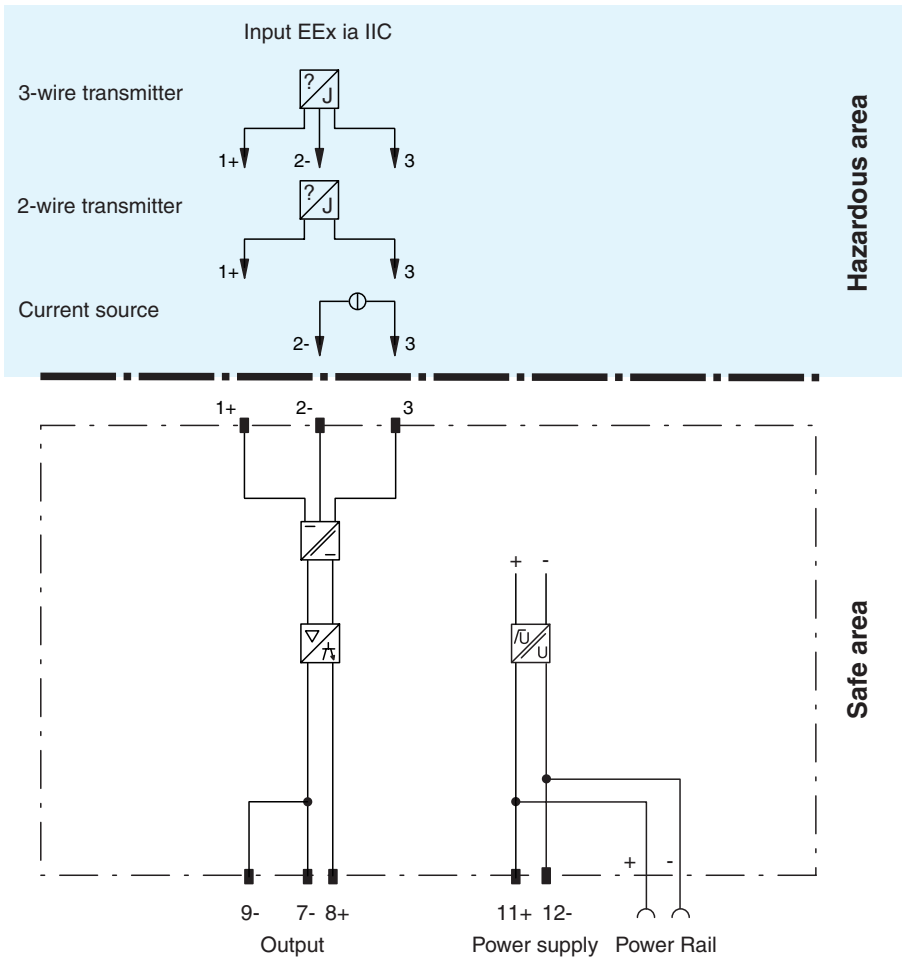 Input EEx ia IIC
3-wire transmitter
? J
1+ 2- 3
2-wire transmitter
? J
1+ 3
Current source
2- 3
Hazardous area
1+ 2- 3
+ -
U U
Safe area
+ -
9- 7- 8+ 11+ 12-
Output Power supply Power Rail